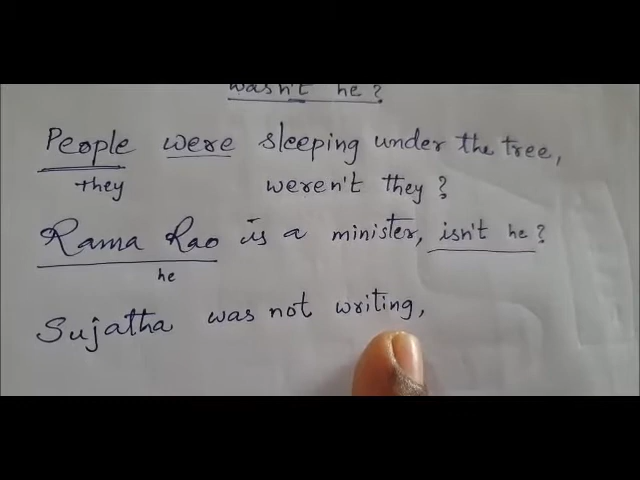 wasn't he?
People were sleeping under the tree,
they weren't they?
Rama Rao is a minister, isn't he?
he
Sujatha was not writing,